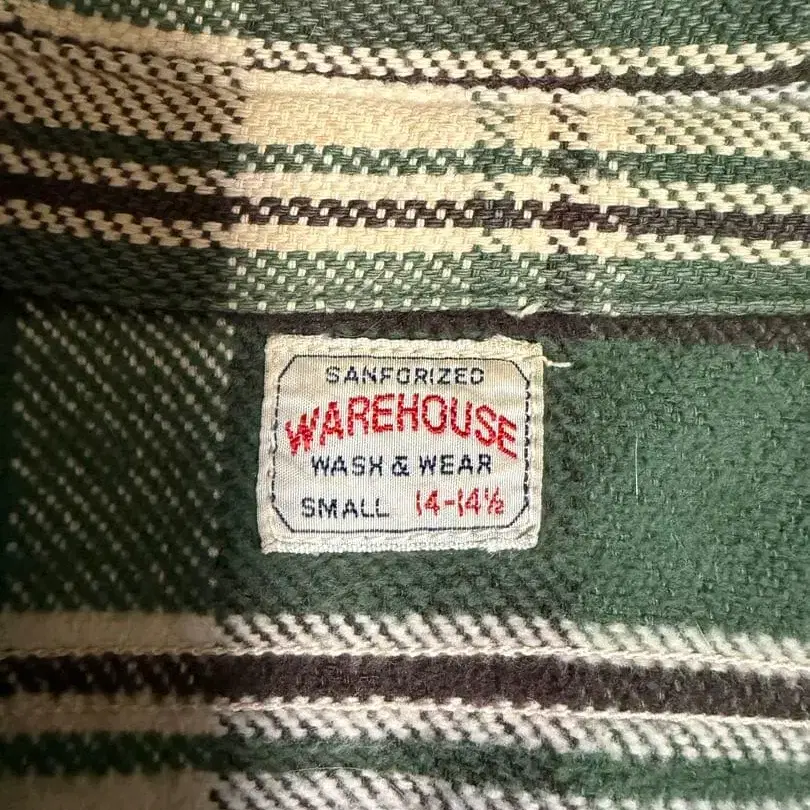 SANFORIZED
WAREHOUSE
WASH & WEAR
SMALL 14-14½